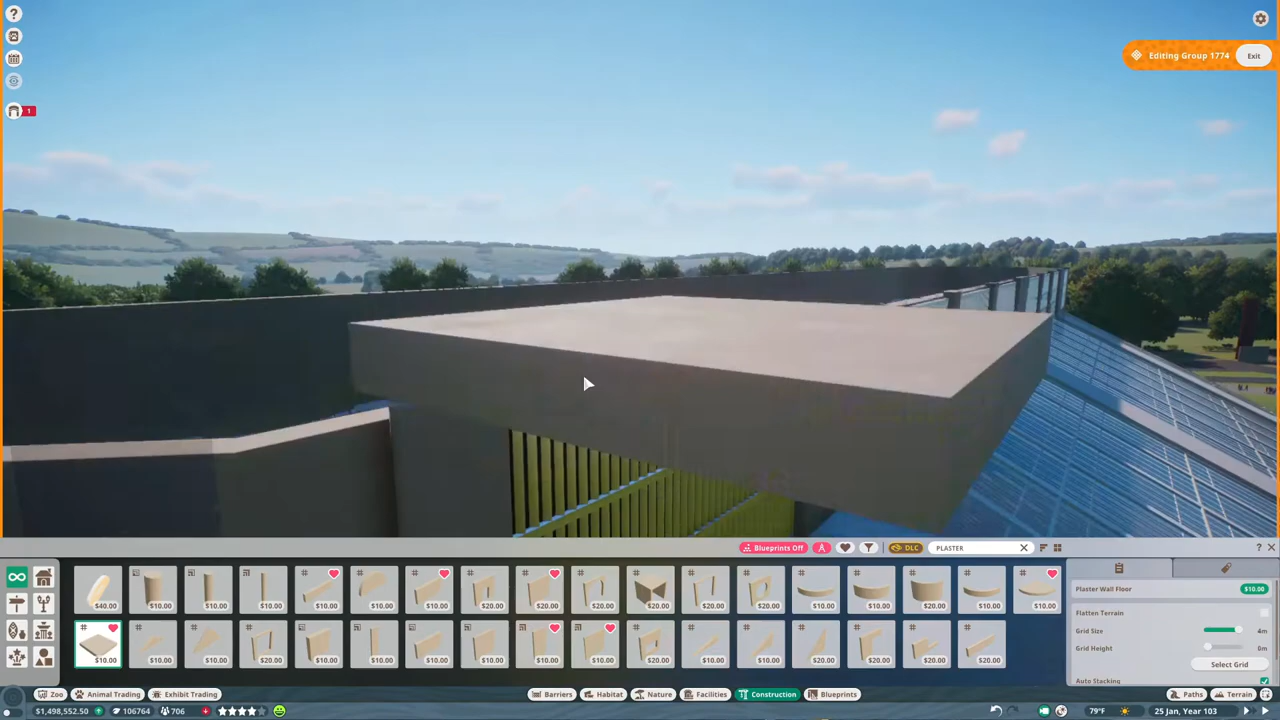 ?
Editing Group 1774
Exit
1
Blueprints Off
DLC
PLASTER
?
$40.00 $10.00 $10.00 $10.00 $10.00 $10.00 $10.00 $20.00 $20.00 $20.00 $20.00 $20.00 $20.00 $10.00 $10.00 $20.00 $10.00 $10.00
$10.00 $10.00 $10.00 $20.00 $10.00 $10.00 $10.00 $10.00 $10.00 $10.00 $20.00 $10.00 $10.00 $20.00 $20.00 $20.00 $20.00
Plaster Wall Floor
$10.00
Flatten Terrain
Grid Size
4m
Grid Height
0m
Select Grid
Auto Stacking
Zoo
Animal Trading
Exhibit Trading
Barriers
Habitat
Nature
Facilities
Construction
Blueprints
Paths
Terrain
$1,498,552.50
106764
706
79°F
25 Jan, Year 103